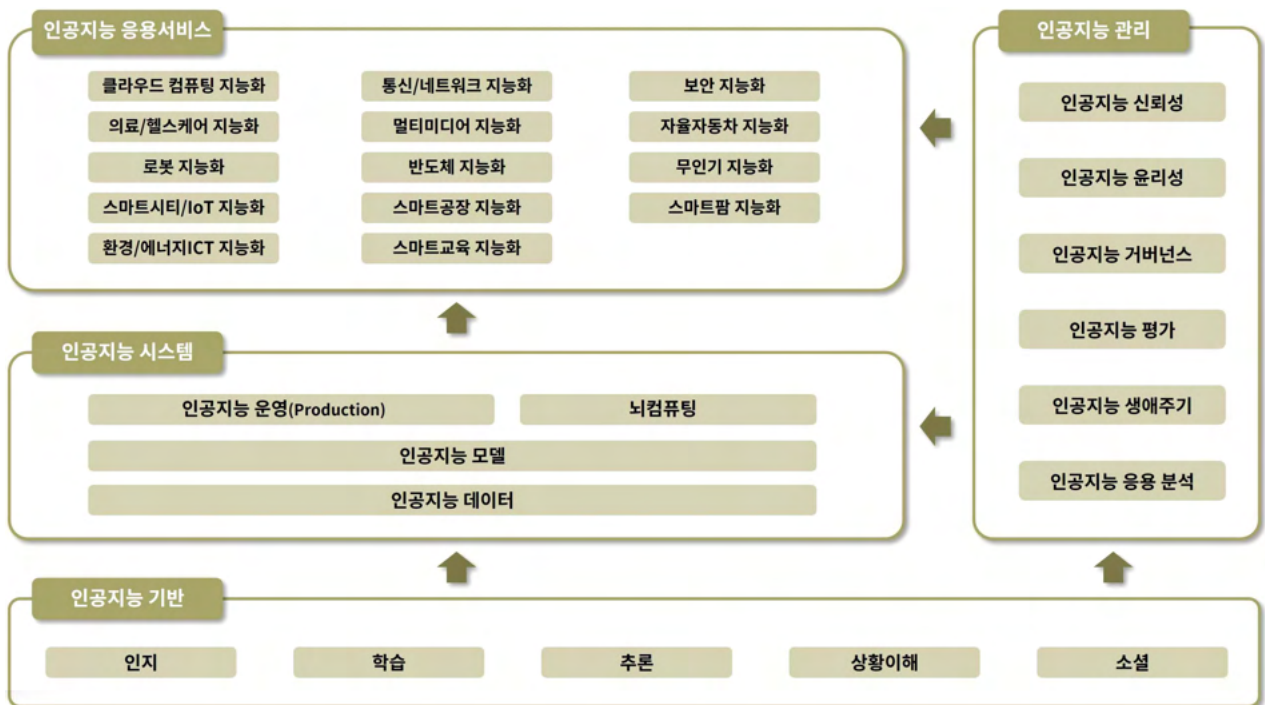 인공지능 응용서비스
클라우드 컴퓨팅 지능화
통신/네트워크 지능화
보안 지능화
의료/헬스케어 지능화
멀티미디어 지능화
자율자동차 지능화
로봇 지능화
반도체 지능화
무인기 지능화
스마트시티/IoT 지능화
스마트공장 지능화
스마트팜 지능화
환경/에너지ICT 지능화
스마트교육 지능화
인공지능 관리
인공지능 신뢰성
인공지능 윤리성
인공지능 거버넌스
인공지능 평가
인공지능 생애주기
인공지능 응용 분석
인공지능 시스템
인공지능 운영(Production)
뇌컴퓨팅
인공지능 모델
인공지능 데이터
인공지능 기반
인지
학습
추론
상황이해
소셜